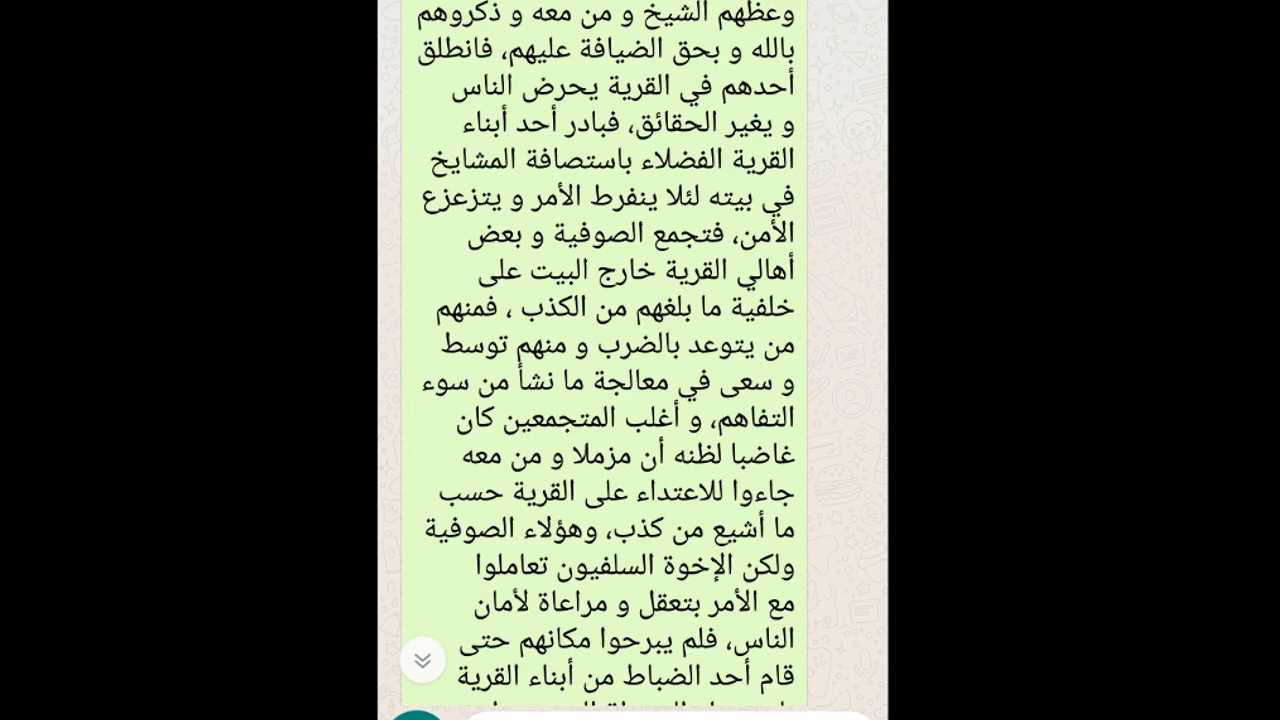 وعظهم الشيخ و من معه و ذكروهم
بالله و بحق الضيافة عليهم، فانطلق
أحدهم في القرية يحرض الناس
و يغير الحقائق، فبادر أحد أبناء
القرية الفضلاء باستصافة المشايخ
في بيته لئلا ينفرط الأمر و يتزعزع
الأمن، فتجمع الصوفية و بعض
أهالي القرية خارج البيت على
خلفية ما بلغهم من الكذب ، فمنهم
من يتوعد بالضرب و منهم توسط
و سعى في معالجة ما نشأ من سوء
التفاهم، و أغلب المتجمعين كان
غاضبا لظنه أن مزملا و من معه
جاءوا للاعتداء على القرية حسب
ما أشيع من كذب، وهؤلاء الصوفية
ولكن الإخوة السلفيون تعاملوا
مع الأمر بتعقل و مراعاة لأمان
الناس، فلم يبرحوا مكانهم حتى
قام أحد الضباط من أبناء القرية